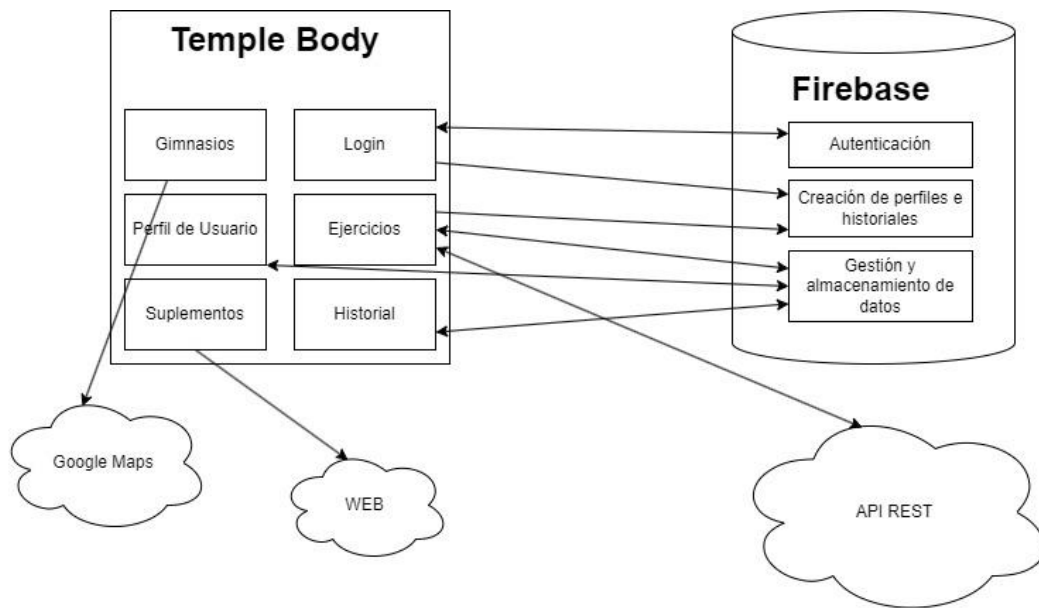 Temple Body
Gimnasios
Login
Perfil de Usuario
Ejercicios
Suplementos
Historial
Firebase
Autenticación
Creación de perfiles e
historiales
Gestión y
almacenamiento de
datos
Google Maps
WEB
API REST